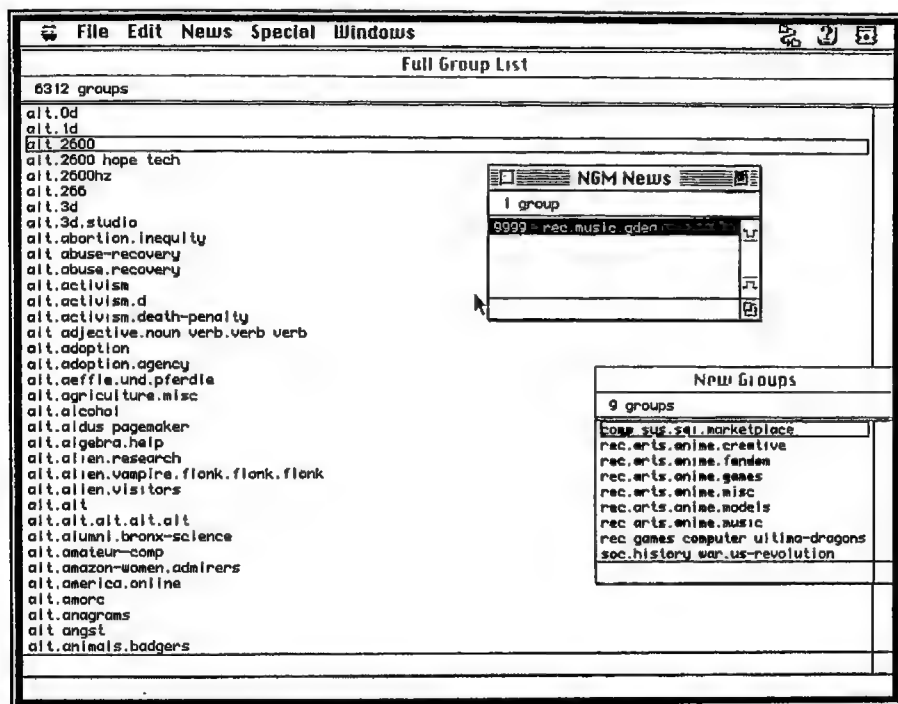 File Edit News Special Windows
Full Group List
6312 groups
alt.0d
alt.1d
alt 2600
alt.2600 hope tech
alt.2600hz
alt.266
alt.3d
alt.3d.studio
alt.abortion.inequity
alt abuse-recovery
alt.abuse.recovery
alt.activism
alt.activism.d
alt.activism.death-penalty
alt adjective.noun verb.verb verb
alt.adoption
alt.adoption.agency
alt.aeffle.und.pferdle
alt.agriculture.misc
alt.alcohol
alt.aldus pagemaker
alt.algebra.help
alt.alien.research
alt.alien.vampire.flonk.flonk.flonk
alt.alien.visitors
alt.alt
alt.alt.alt.alt.alt
alt.alumni.bronx-science
alt.amateur-comp
alt.amazon-women.admirers
alt.america.online
alt.amorc
alt.anagrams
alt angst
alt.animals.badgers
NGM News
1 group
9999 rec.music.gdead
New Groups
9 groups
comp sys.sgi.marketplace
rec.arts.anime.creative
rec.arts.anime.fandom
rec.arts.anime.games
rec.arts.anime.misc
rec.arts.anime.models
rec arts.anime.music
rec games computer ultima-dragons
soc.history war.us-revolution